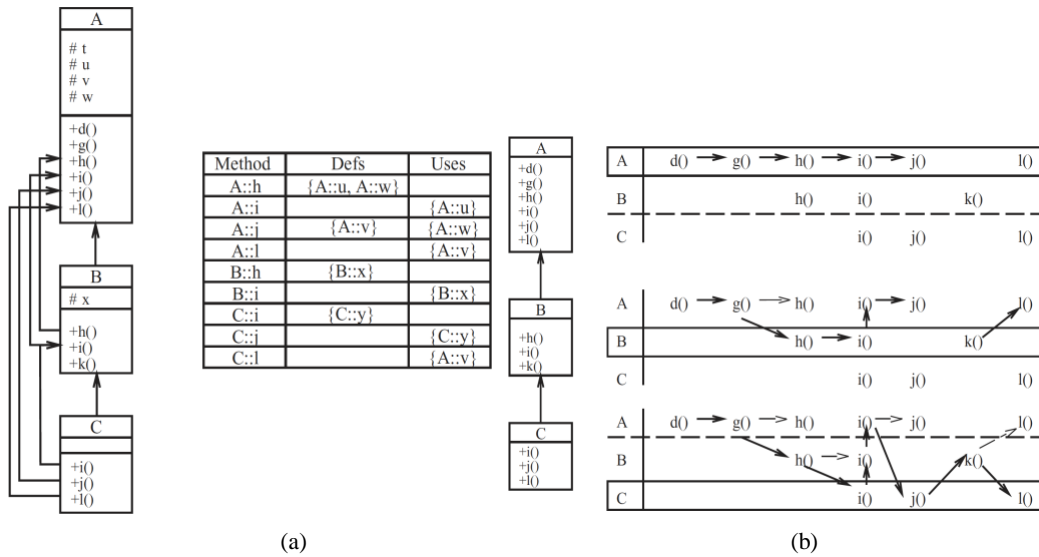 A
# t
# u
# v
# w
+d()
+g()
+h()
+i()
+j()
+l()
B
# x
+h()
+i()
+k()
C
+i()
+j()
+l()
Method Defs Uses
A::h {A::u, A::w}
A::i {A::u}
A::j {A::v} {A::w}
A::l {A::v}
B::h {B::x}
B::i {B::x}
C::i {C::y}
C::j {C::y}
C::l {A::v}
A
+d()
+g()
+h()
+i()
+j()
+l()
B
+h()
+i()
+k()
C
+i()
+j()
+l()
A d() g() h() i() j() l()
B h() i() k()
C i() j() l()
A d() g() h() i() j() l()
B h() i() k()
C i() j() l()
A d() g() h() i() j() l()
B h() i() k()
C i() j() l()
(a) (b)